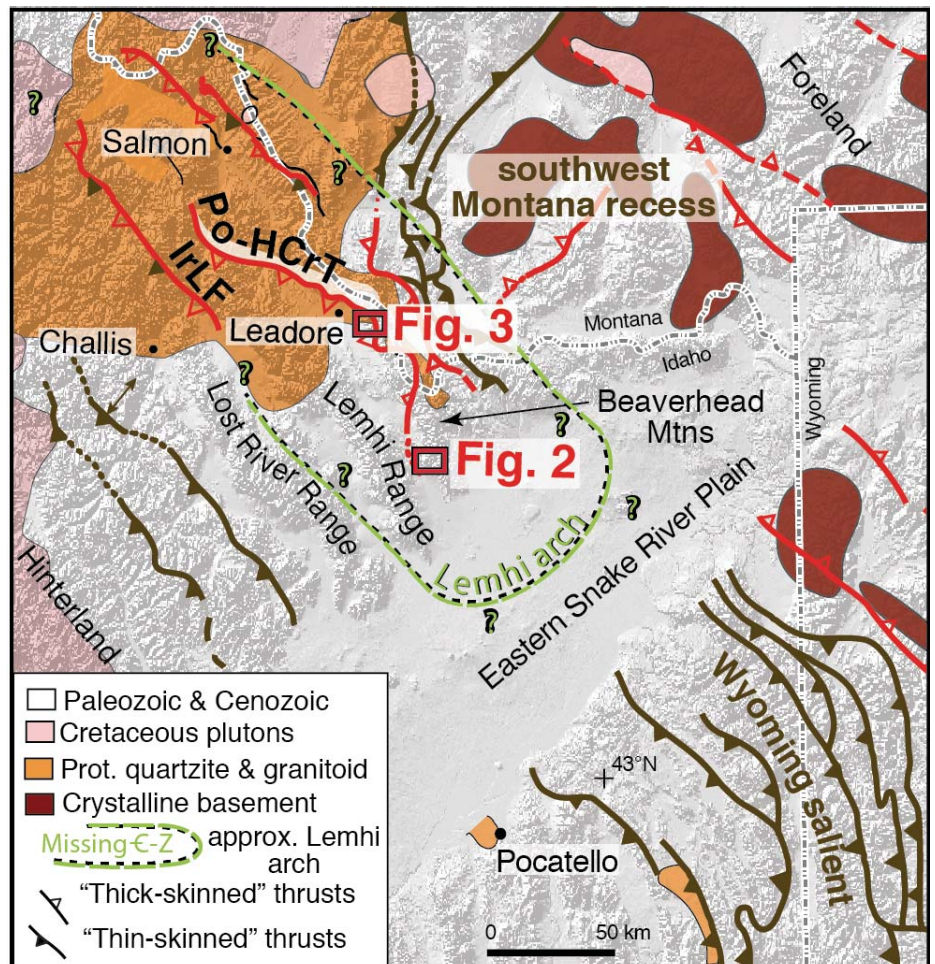 Foreland
?
?
Salmon
?
southwest
Montana recess
Po-HCrT
IrLF
Leadore
Fig. 3
Montana
Idaho
Wyoming
Challis
?
Lost River Range
Lemhi Range
Beaverhead
Mtns
?
Fig. 2
?
?
Lemhi arch
?
Eastern Snake River Plain
Hinterland
Wyoming salient
43°N
Pocatello
0 50 km
Paleozoic & Cenozoic
Cretaceous plutons
Prot. quartzite & granitoid
Crystalline basement
Missing Є-Z approx. Lemhi
arch
“Thick-skinned” thrusts
“Thin-skinned” thrusts